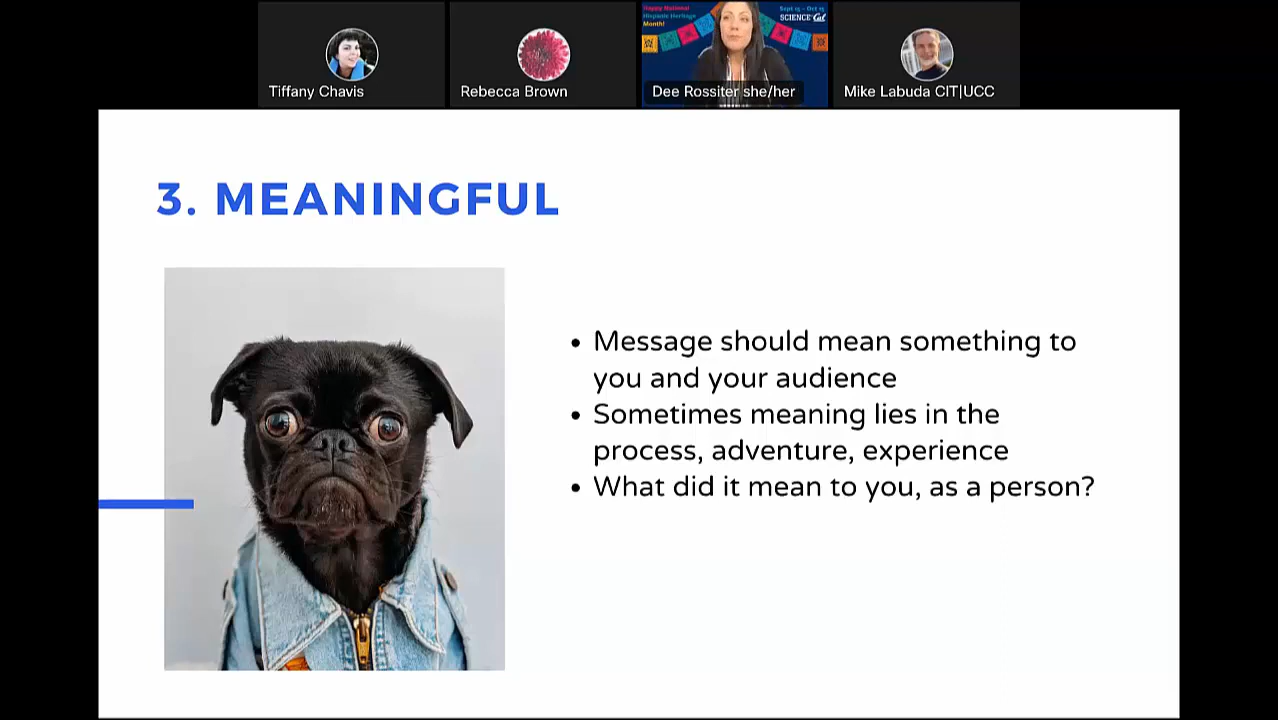 Happy National
Hispanic Heritage
Month!
Sept 15 - Oct 15
SCIENCE@Cal
Tiffany Chavis
Rebecca Brown
Dee Rossiter she/her
Mike Labuda CIT|UCC
3. MEANINGFUL
• Message should mean something to
you and your audience
• Sometimes meaning lies in the
process, adventure, experience
• What did it mean to you, as a person?